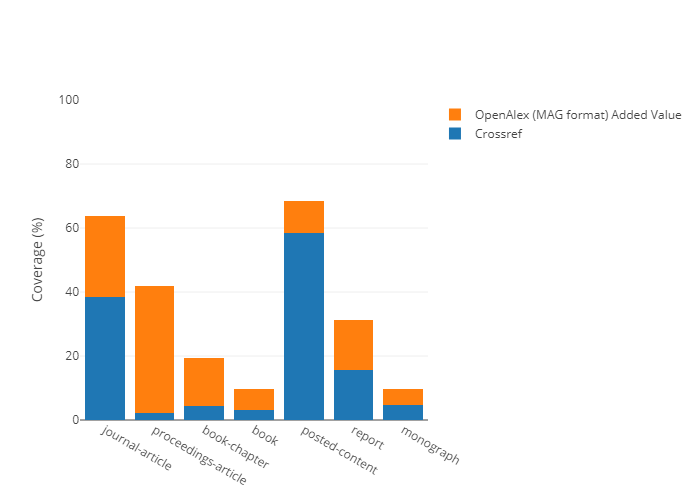 OpenAlex (MAG format) Added Value
Crossref
Coverage (%)
100
80
60
40
20
0
journal-article
proceedings-article
book-chapter
book
posted-content
report
monograph